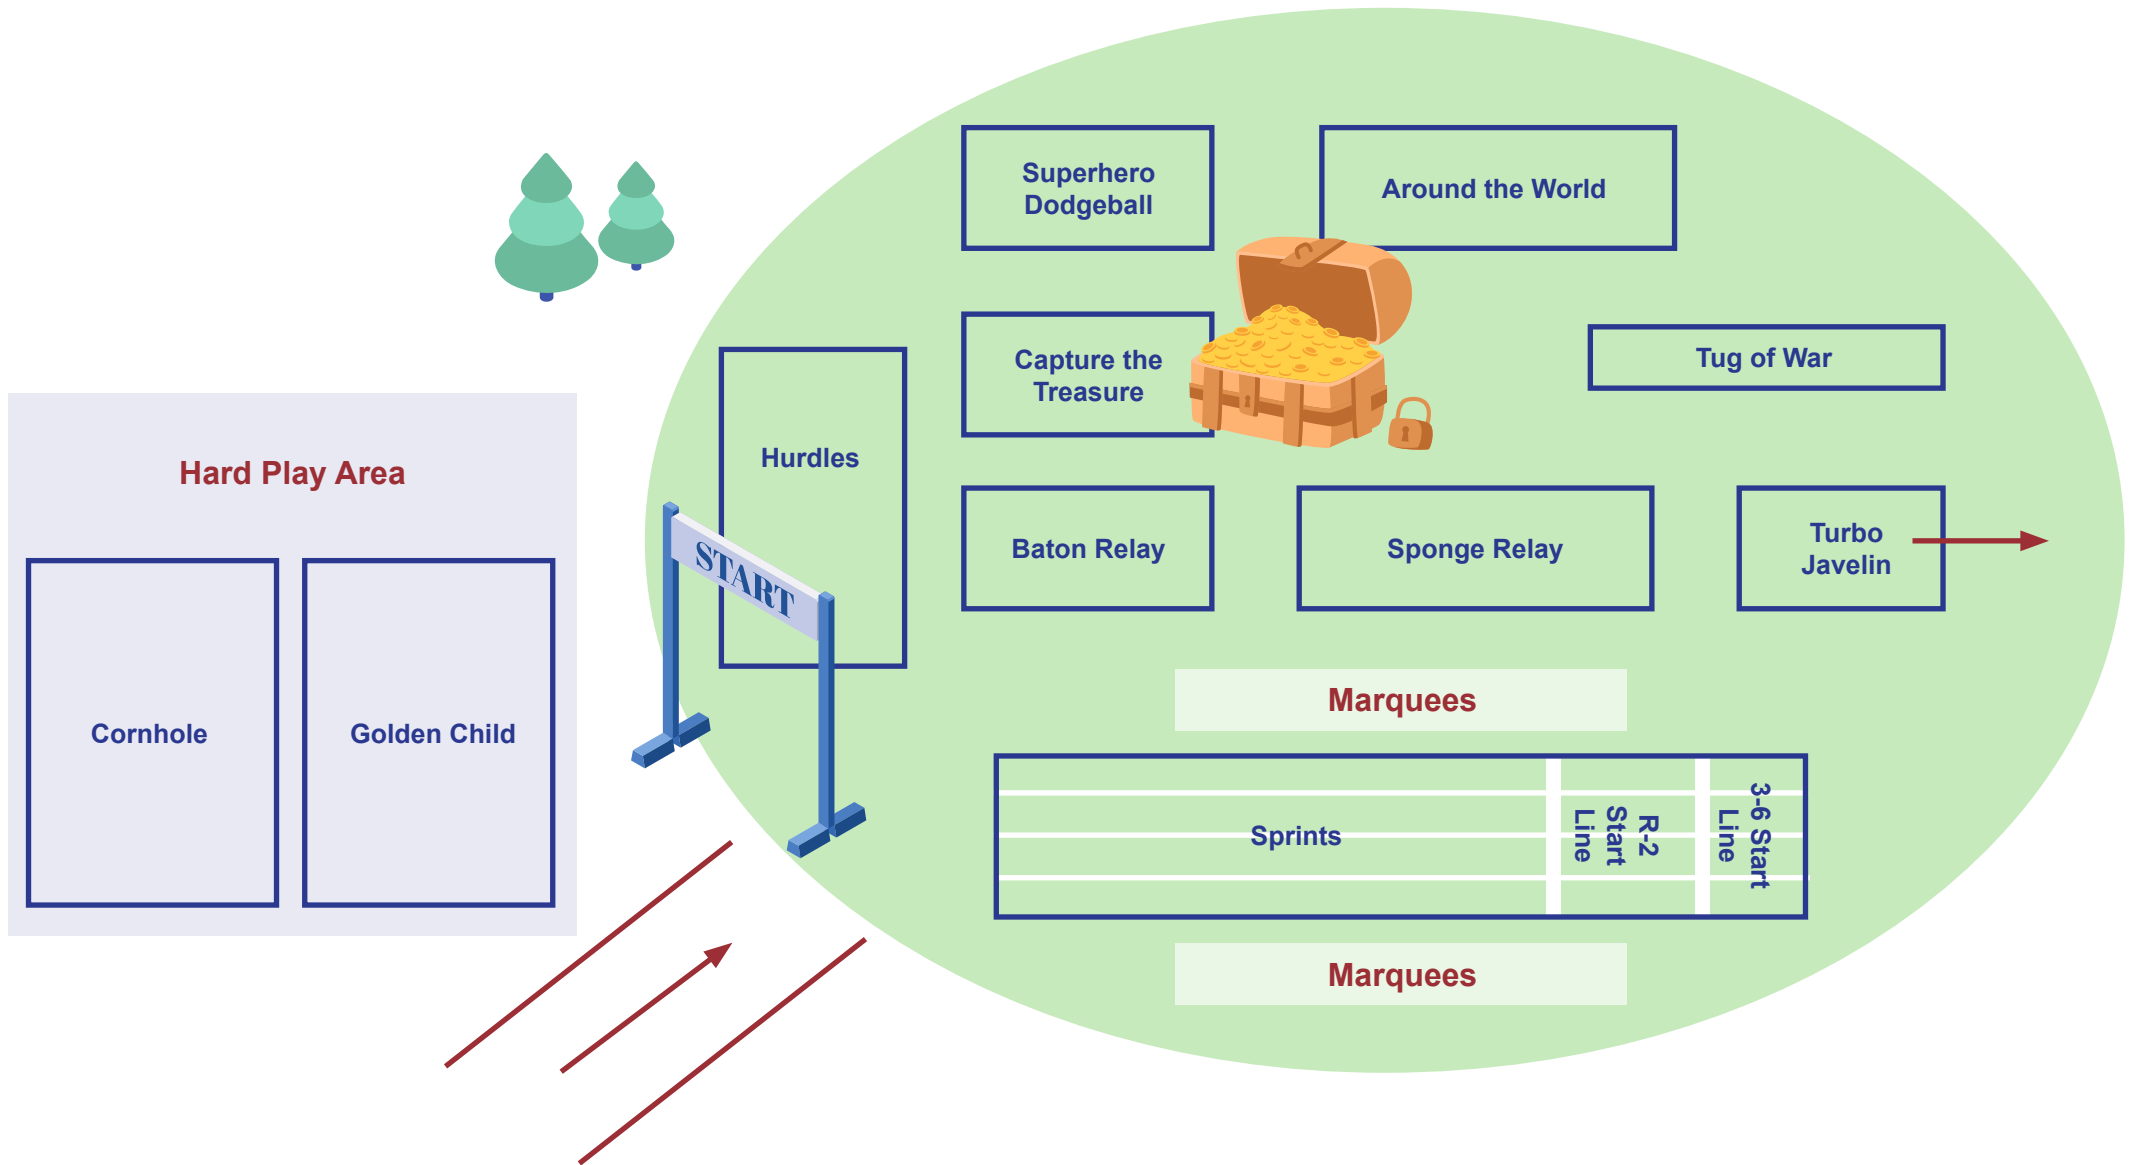 Superhero
Dodgeball
Around the World
Capture the
Treasure
Tug of War
Hurdles
Hard Play Area
START
Baton Relay
Sponge Relay
Turbo
Javelin
Cornhole
Golden Child
Marquees
Sprints
R-2
Start
Line
3-6 Start
Line
Marquees